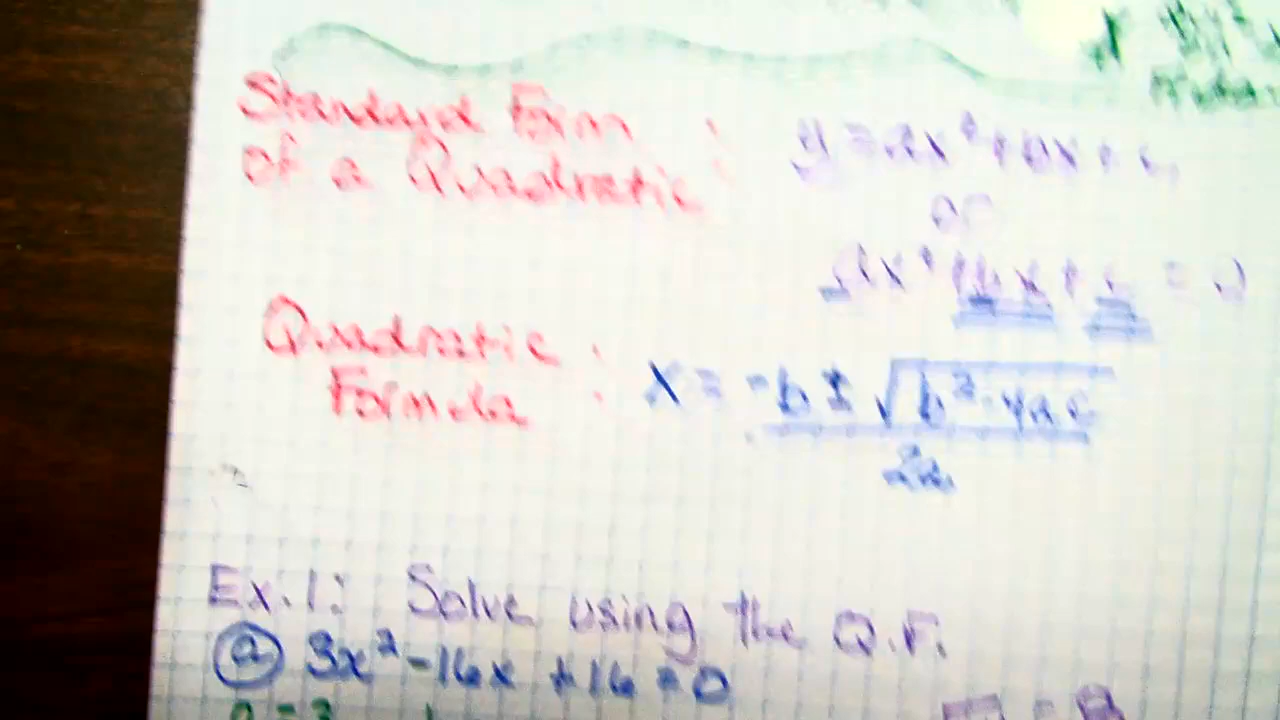 Standard Form
of a Quadratic :
y = ax² + bx + c
or
ax² + bx + c = 0
Quadratic
Formula :
x = -b ± √b²-4ac
2a
Ex.1: Solve using the Q.F.
a 3x² - 16x + 16 = 0
a = 3